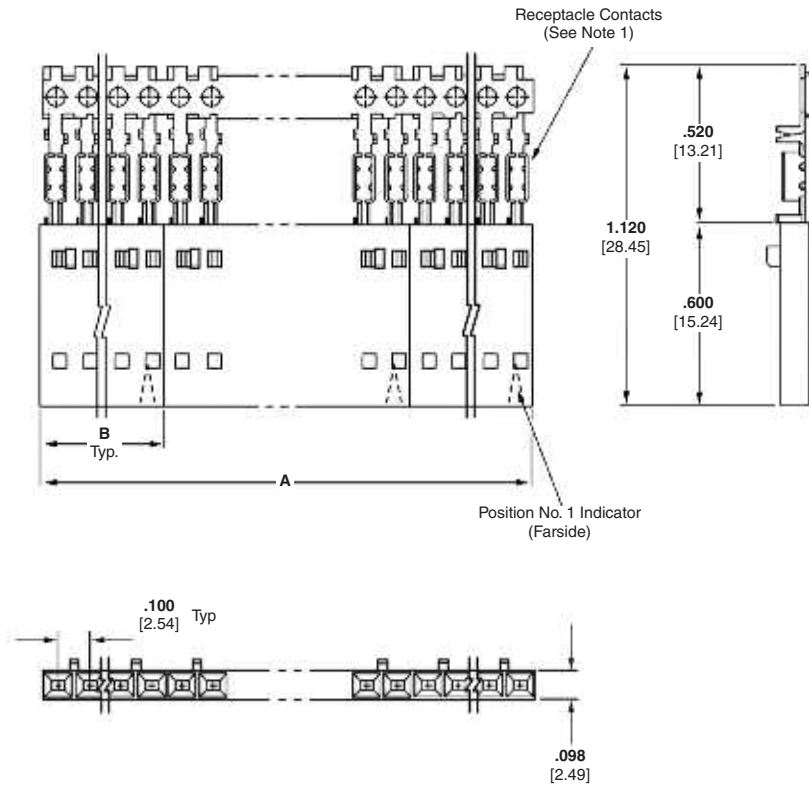 Receptacle Contacts
(See Note 1)
.520
[13.21]
1.120
[28.45]
.600
[15.24]
B
Typ.
A
Position No. 1 Indicator
(Farside)
.100
[2.54]
Typ
.098
[2.49]